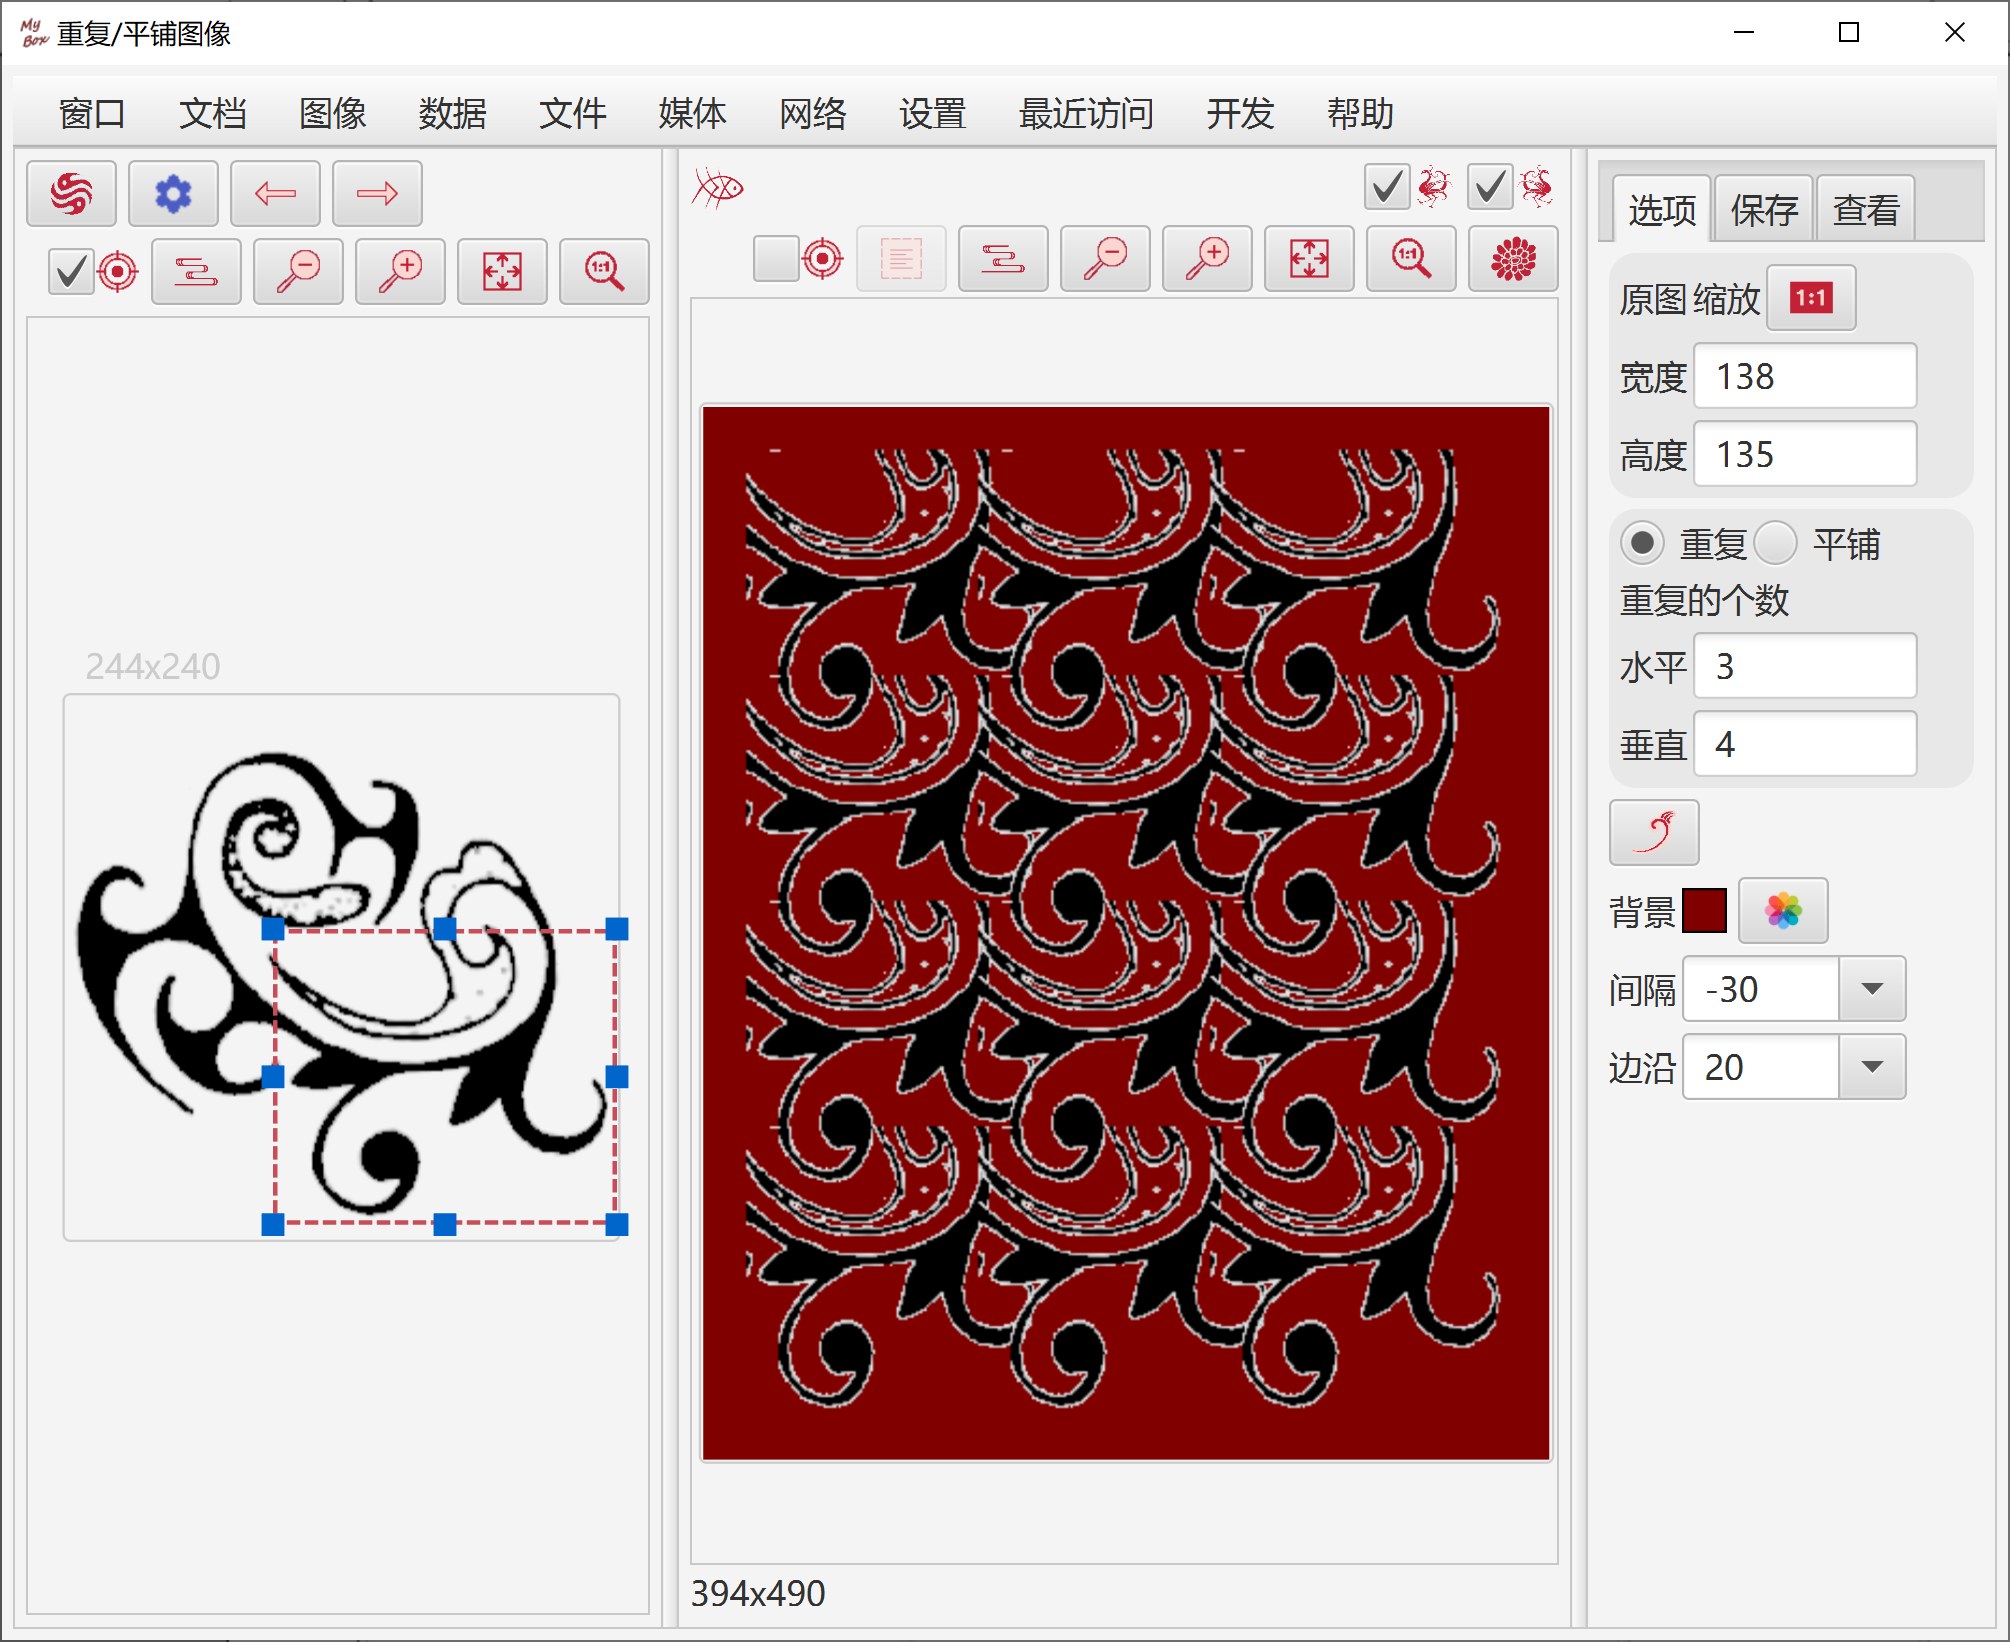 My Box 重复/平铺图像
窗口 文档 图像 数据 文件 媒体 网络 设置 最近访问 开发 帮助
1:1
244x240
1:1
394x490
选项 保存 查看
原图 缩放 1:1
宽度 138
高度 135
重复 平铺
重复的个数
水平 3
垂直 4
背景
间隔 -30
边沿 20